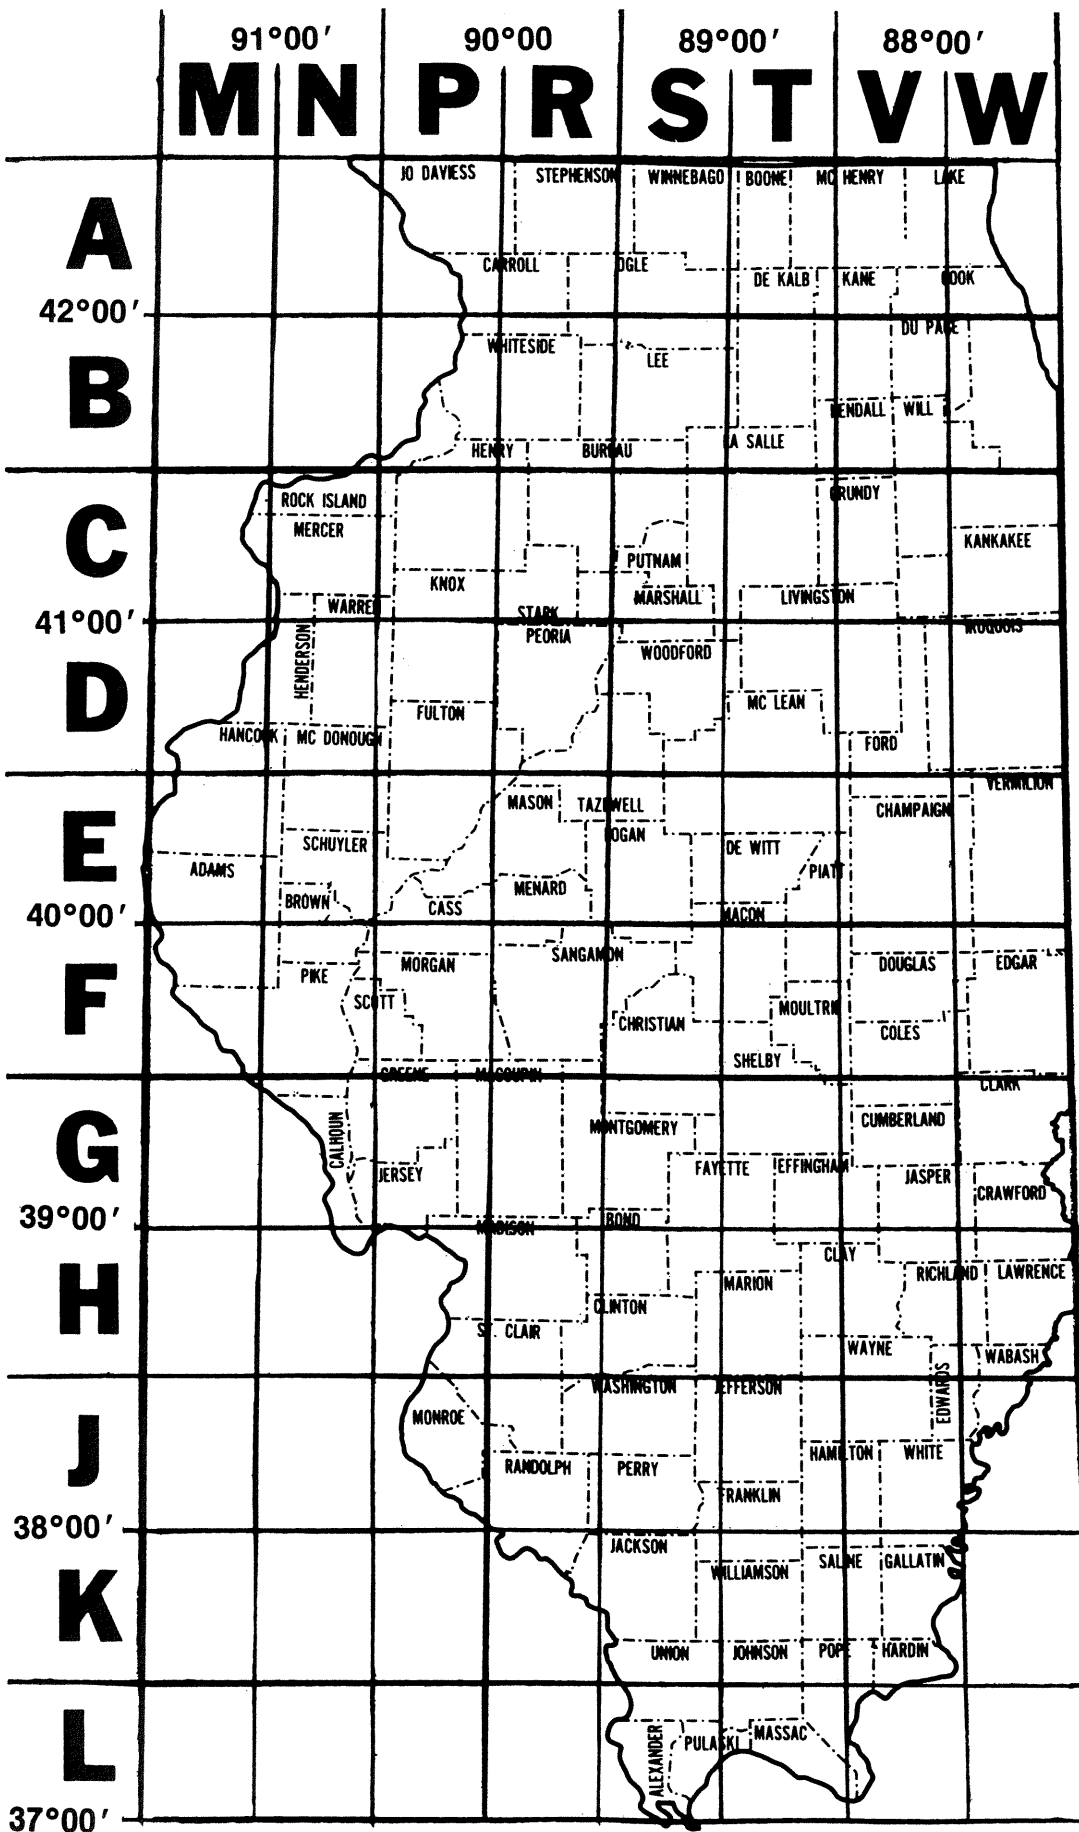 91°00′ 90°00 89°00′ 88°00′
M N P R S T V W
JO DAVIESS STEPHENSON WINNEBAGO BOONE MC HENRY LAKE
A
CARROLL OGLE DE KALB KANE COOK
42°00′
DU PAGE
WHITESIDE LEE
B
KENDALL WILL
HENRY BUREAU LA SALLE
ROCK ISLAND GRUNDY
MERCER KANKAKEE
C
PUTNAM
KNOX MARSHALL LIVINGSTON
WARREN STARK
41°00′ PEORIA IROQUOIS
HENDERSON WOODFORD
D
FULTON MC LEAN
HANCOCK MC DONOUGH FORD
VERMILION
MASON TAZEWELL CHAMPAIGN
E
SCHUYLER LOGAN DE WITT
ADAMS PIATT
BROWN CASS MENARD
40°00′ MACON
PIKE MORGAN SANGAMON DOUGLAS EDGAR
F
SCOTT CHRISTIAN MOULTRIE COLES
SHELBY
GREENE MACOUPIN CLARK
G
CALHOUN MONTGOMERY CUMBERLAND
JERSEY FAYETTE EFFINGHAM JASPER CRAWFORD
39°00′ MADISON BOND
CLAY
H
MARION RICHLAND LAWRENCE
CLINTON
ST. CLAIR WAYNE WABASH
WASHINGTON JEFFERSON EDWARDS
J
MONROE
RANDOLPH PERRY HAMILTON WHITE
FRANKLIN
38°00′
JACKSON
K
WILLIAMSON SALINE GALLATIN
UNION JOHNSON POPE HARDIN
L
ALEXANDER PULASKI MASSAC
37°00′